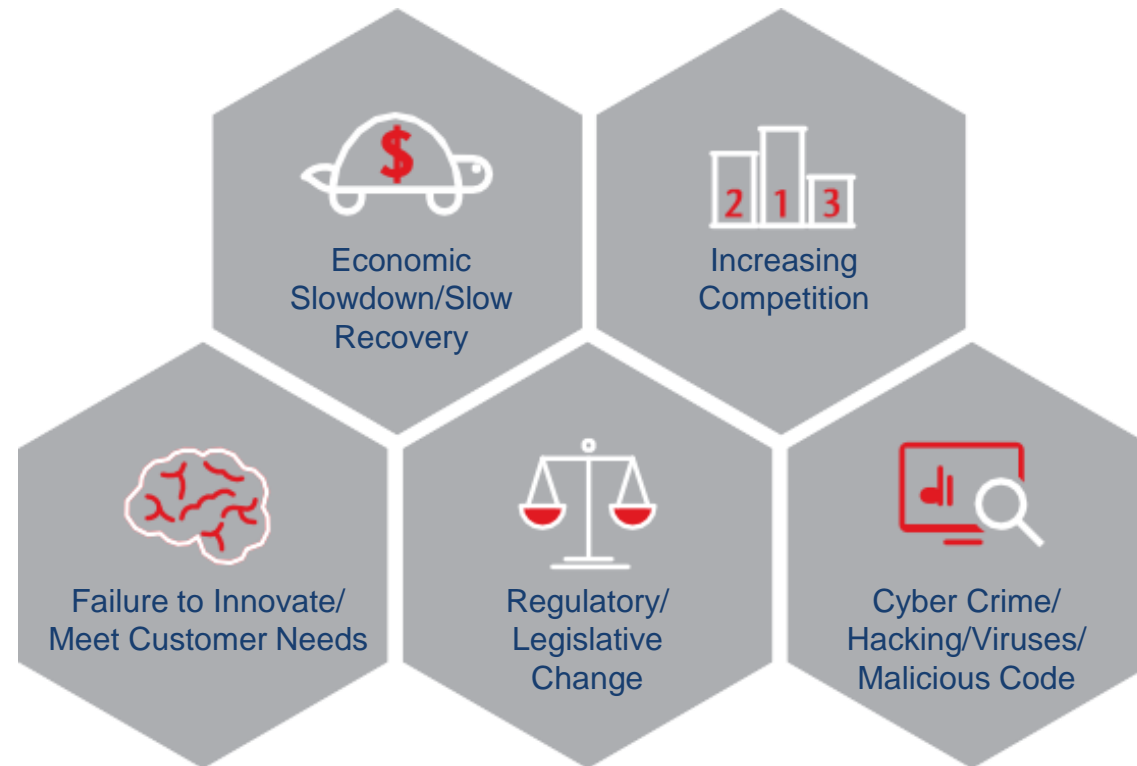 $
Economic
Slowdown/Slow
Recovery
2 1 3
Increasing
Competition
Failure to Innovate/
Meet Customer Needs
Regulatory/
Legislative
Change
Cyber Crime/
Hacking/Viruses/
Malicious Code